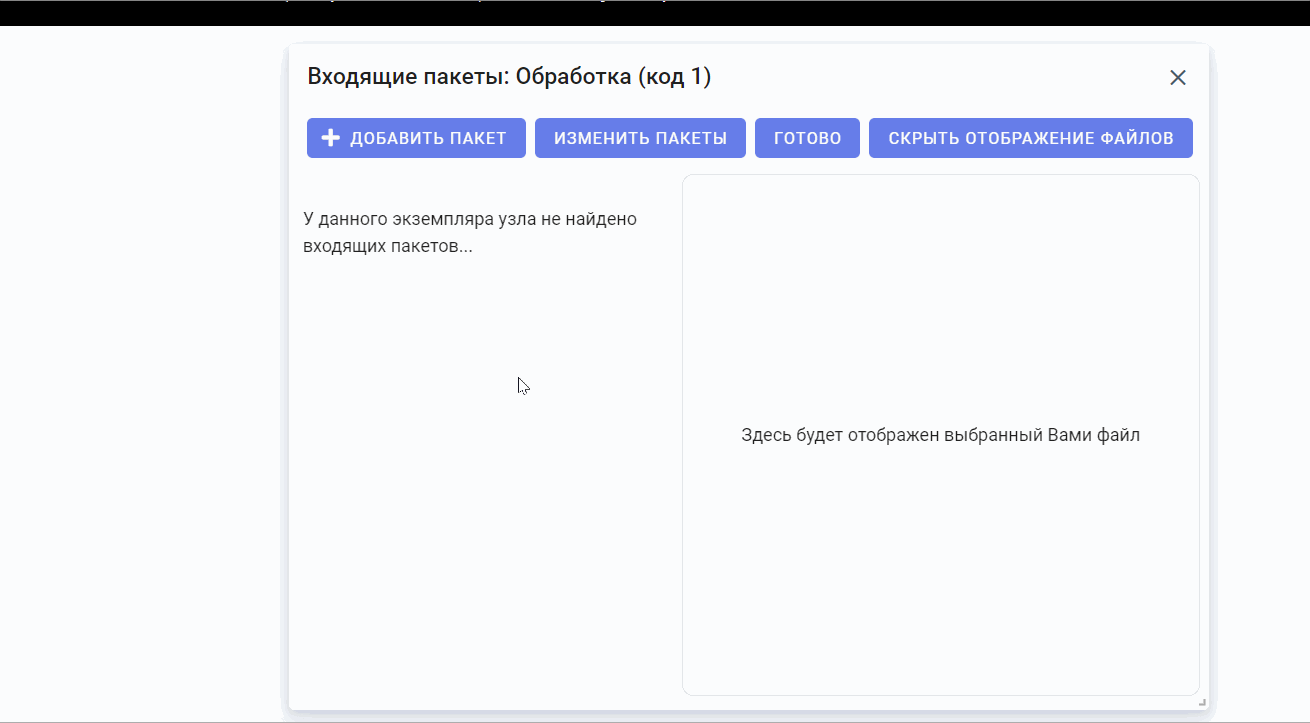 Входящие пакеты: Обработка (код 1)
ДОБАВИТЬ ПАКЕТ ИЗМЕНИТЬ ПАКЕТЫ ГОТОВО СКРЫТЬ ОТОБРАЖЕНИЕ ФАЙЛОВ
У данного экземпляра узла не найдено
входящих пакетов...
Здесь будет отображен выбранный Вами файл